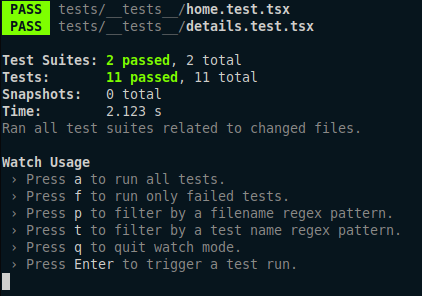 PASS tests/__tests__/home.test.tsx
PASS tests/__tests__/details.test.tsx
Test Suites: 2 passed, 2 total
Tests: 11 passed, 11 total
Snapshots: 0 total
Time: 2.123 s
Ran all test suites related to changed files.
Watch Usage
› Press a to run all tests.
› Press f to run only failed tests.
› Press p to filter by a filename regex pattern.
› Press t to filter by a test name regex pattern.
› Press q to quit watch mode.
› Press Enter to trigger a test run.